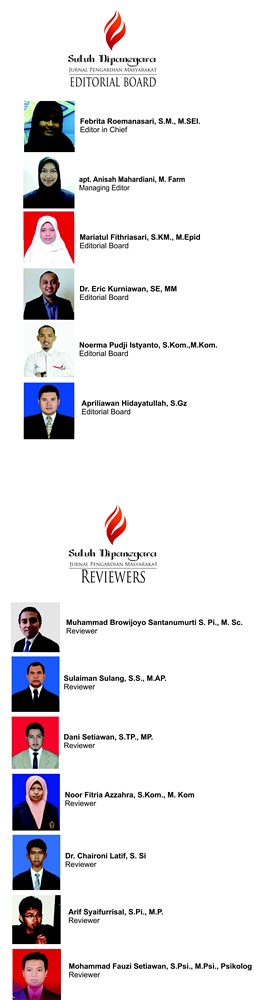 Suluh Dipanegara
JURNAL PENGABDIAN MASYARAKAT
EDITORIAL BOARD
Febrita Roemanasari, S.M., M.SEI.
Editor in Chief
apt. Anisah Mahardiani, M. Farm
Managing Editor
Mariatul Fithriasari, S.KM., M.Epid
Editorial Board
Dr. Eric Kurniawan, SE, MM
Editorial Board
Noerma Pudji Istyanto, S.Kom.,M.Kom.
Editorial Board
Apriliawan Hidayatullah, S.Gz
Editorial Board
Suluh Dipanegara
JURNAL PENGABDIAN MASYARAKAT
REVIEWERS
Muhammad Browijoyo Santanumurti S. Pi., M. Sc.
Reviewer
Sulaiman Sulang, S.S., M.AP.
Reviewer
Dani Setiawan, S.TP., MP.
Reviewer
Noor Fitria Azzahra, S.Kom., M. Kom
Reviewer
Dr. Chaironi Latif, S. Si
Reviewer
Arif Syaifurrisal, S.Pi., M.P.
Reviewer
Mohammad Fauzi Setiawan, S.Psi., M.Psi., Psikolog
Reviewer